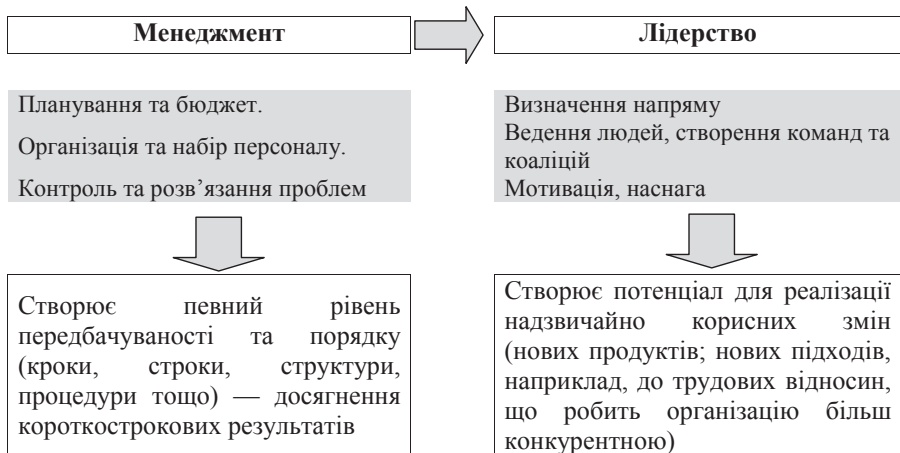 Менеджмент
Лідерство
Планування та бюджет.
Організація та набір персоналу.
Контроль та розв’язання проблем
Визначення напряму
Ведення людей, створення команд та
коаліцій
Мотивація, наснага
Створює певний рівень
передбачуваності та порядку
(кроки, строки, структури,
процедури тощо) — досягнення
короткострокових результатів
Створює потенціал для реалізації
надзвичайно корисних змін
(нових продуктів; нових підходів,
наприклад, до трудових відносин,
що робить організацію більш
конкурентною)